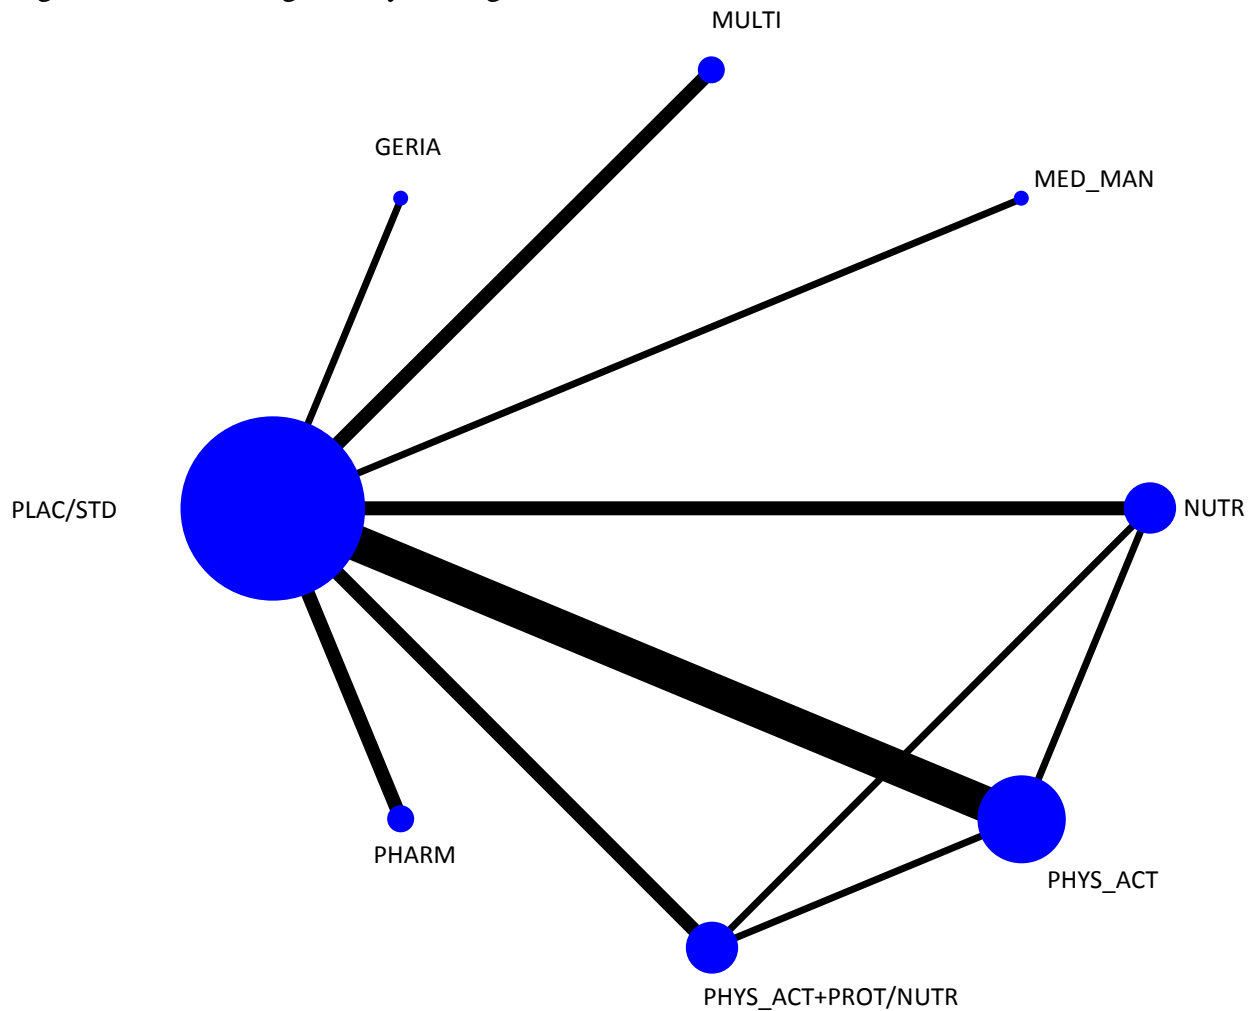 MULTI
GERIA
MED_MAN
PLAC/STD
NUTR
PHARM
PHYS_ACT
PHYS_ACT+PROT/NUTR